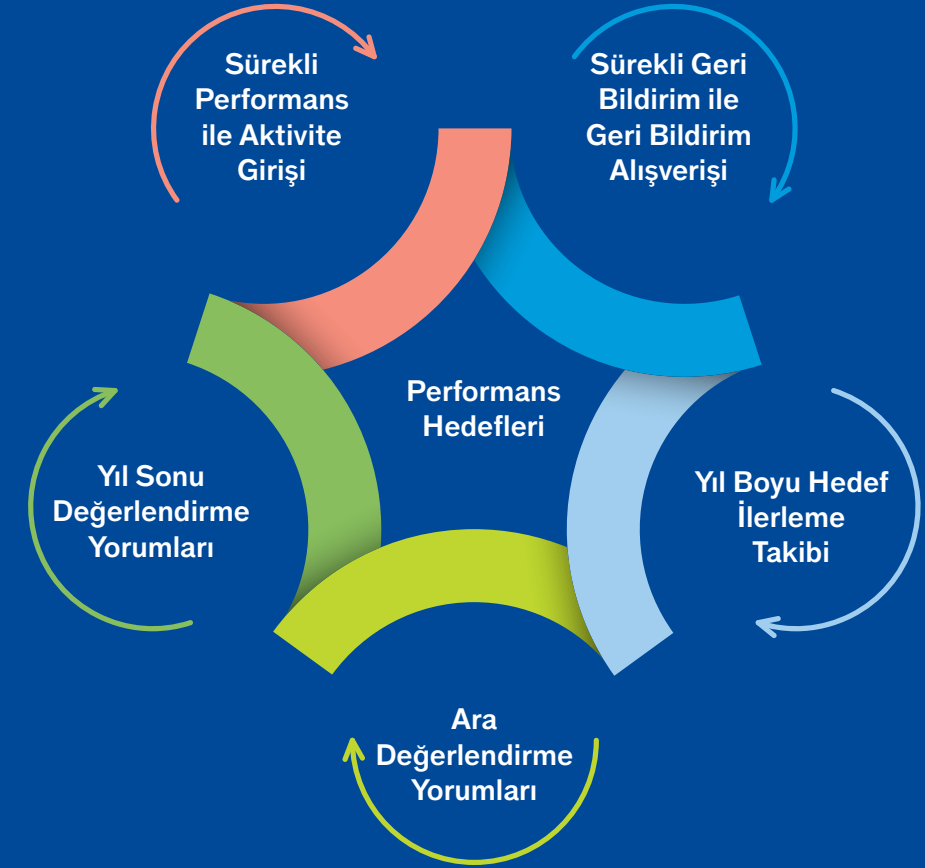 Sürekli
Performans
ile Aktivite
Girişi
Sürekli Geri
Bildirim ile
Geri Bildirim
Alışverişi
Performans
Hedefleri
Yıl Sonu
Değerlendirme
Yorumları
Yıl Boyu Hedef
İlerleme
Takibi
Ara
Değerlendirme
Yorumları